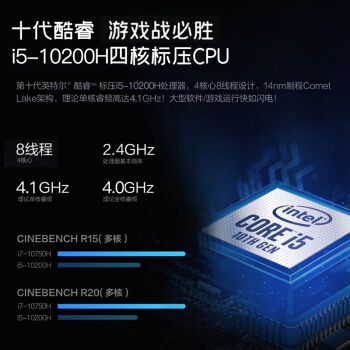 十代酷睿 游戏战必胜
i5-10200H四核标压CPU
第十代英特尔® 酷睿™ 标压i5-10200H处理器，4核心8线程设计，14nm制程Comet
Lake架构，理论单核睿频高达4.1GHz！大型软件/游戏运行快如闪电！
8线程
4核心
2.4GHz
处理器基本频率
4.1GHz
理论单核睿频
4.0GHz
理论全核睿频
CINEBENCH R15(多核)
i7-10750H
i5-10200H
CINEBENCH R20(多核)
i7-10750H
i5-10200H
intel
CORE i5
10TH GEN